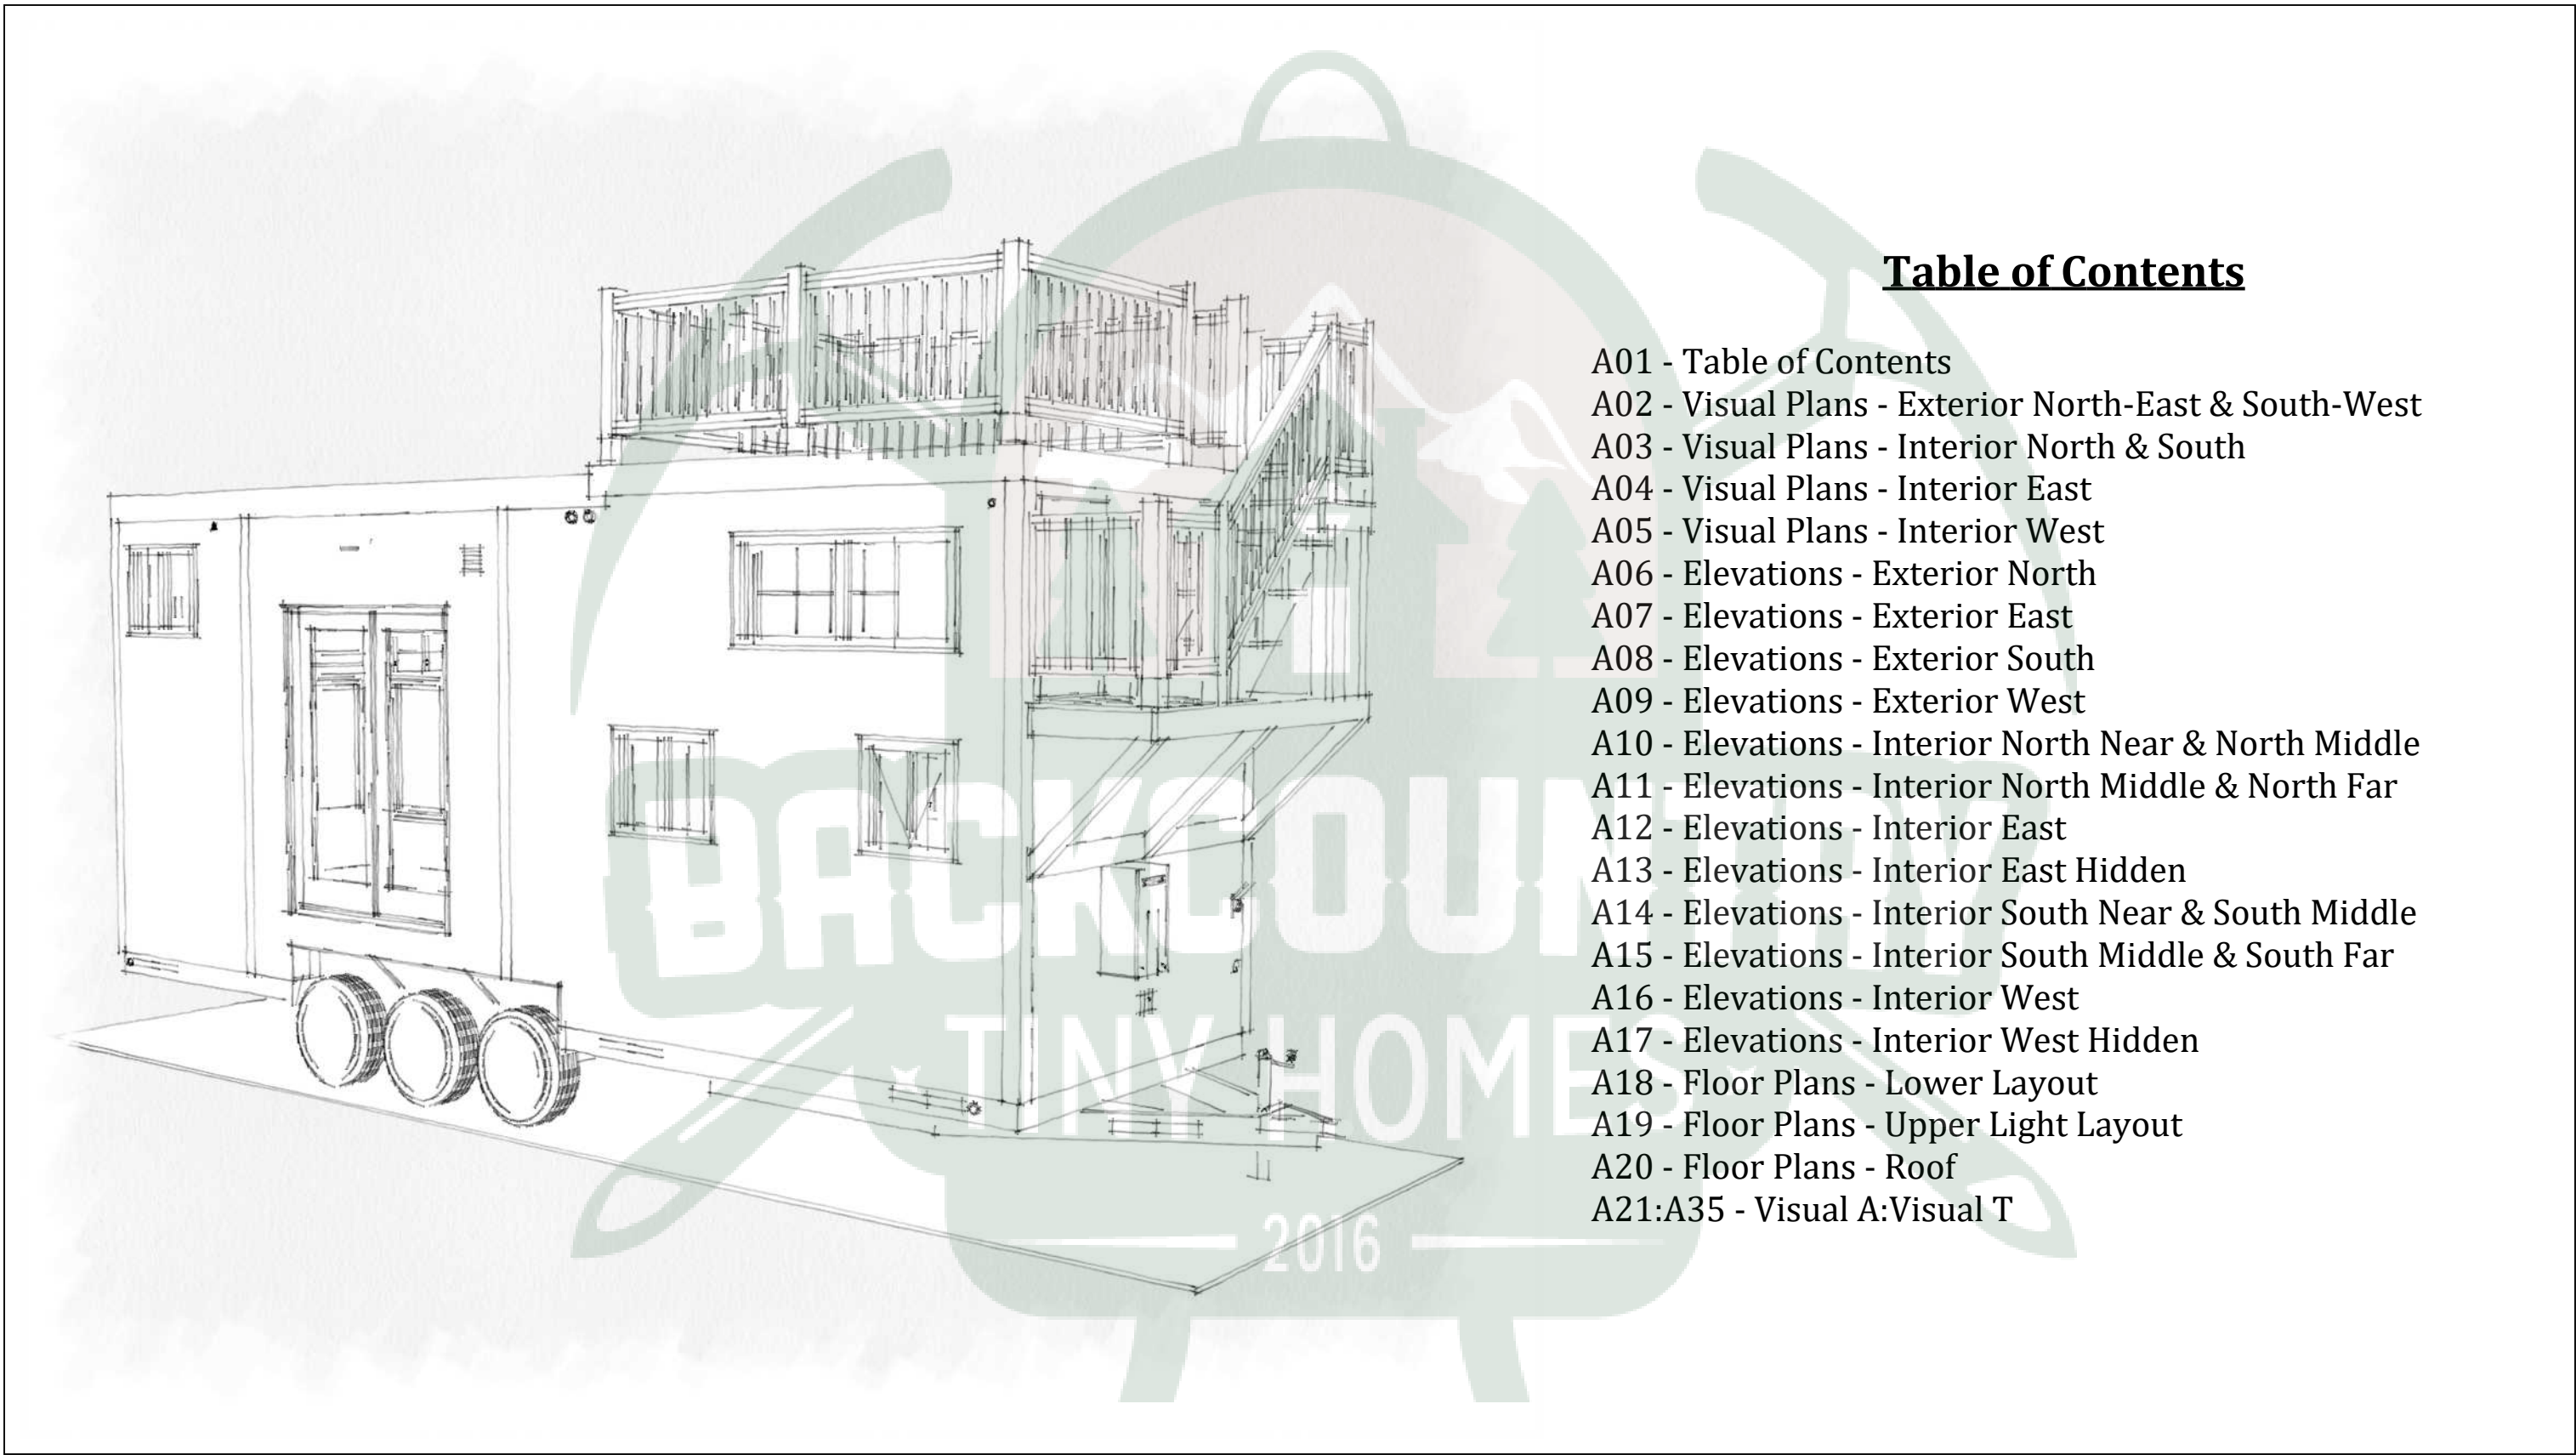 Table of Contents
A01 - Table of Contents
A02 - Visual Plans - Exterior North-East & South-West
A03 - Visual Plans - Interior North & South
A04 - Visual Plans - Interior East
A05 - Visual Plans - Interior West
A06 - Elevations - Exterior North
A07 - Elevations - Exterior East
A08 - Elevations - Exterior South
A09 - Elevations - Exterior West
A10 - Elevations - Interior North Near & North Middle
A11 - Elevations - Interior North Middle & North Far
A12 - Elevations - Interior East
A13 - Elevations - Interior East Hidden
A14 - Elevations - Interior South Near & South Middle
A15 - Elevations - Interior South Middle & South Far
A16 - Elevations - Interior West
A17 - Elevations - Interior West Hidden
A18 - Floor Plans - Lower Layout
A19 - Floor Plans - Upper Light Layout
A20 - Floor Plans - Roof
A21:A35 - Visual A:Visual T
BACKCOUNTRY
TINY HOMES
2016